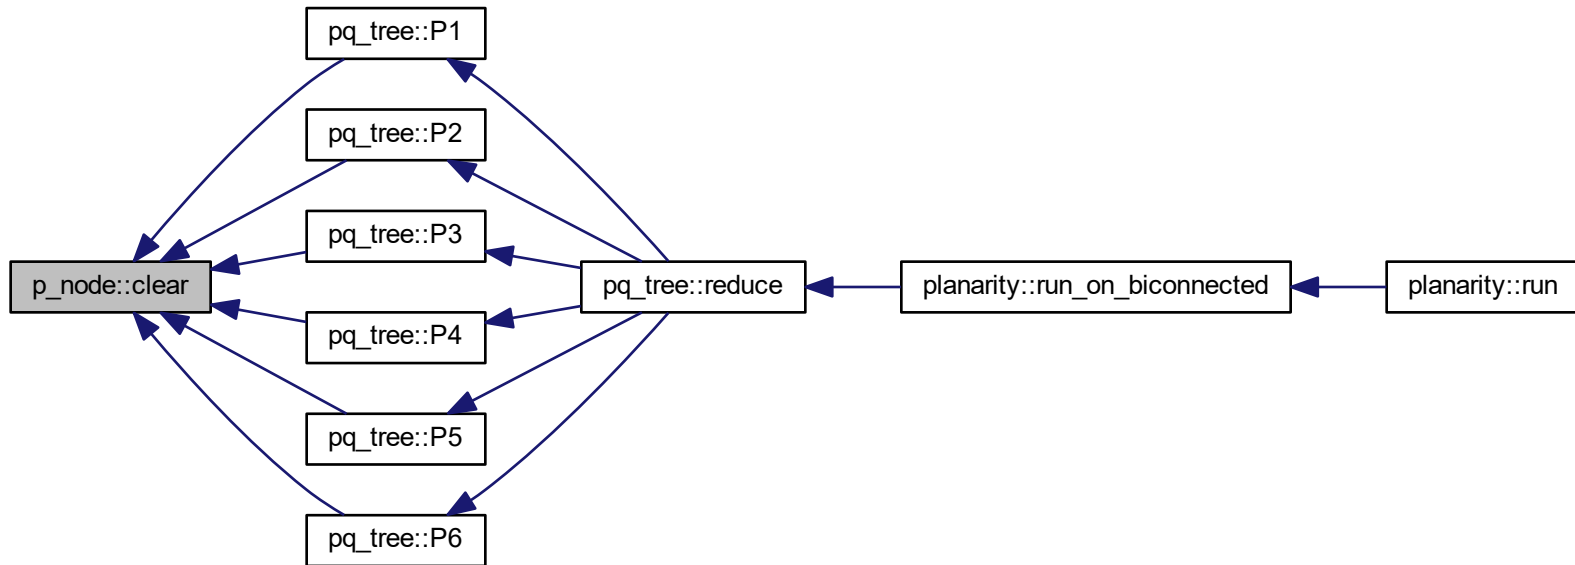 pq_tree::P1
pq_tree::P2
pq_tree::P3
p_node::clear
pq_tree::reduce
planarity::run_on_biconnected
planarity::run
pq_tree::P4
pq_tree::P5
pq_tree::P6